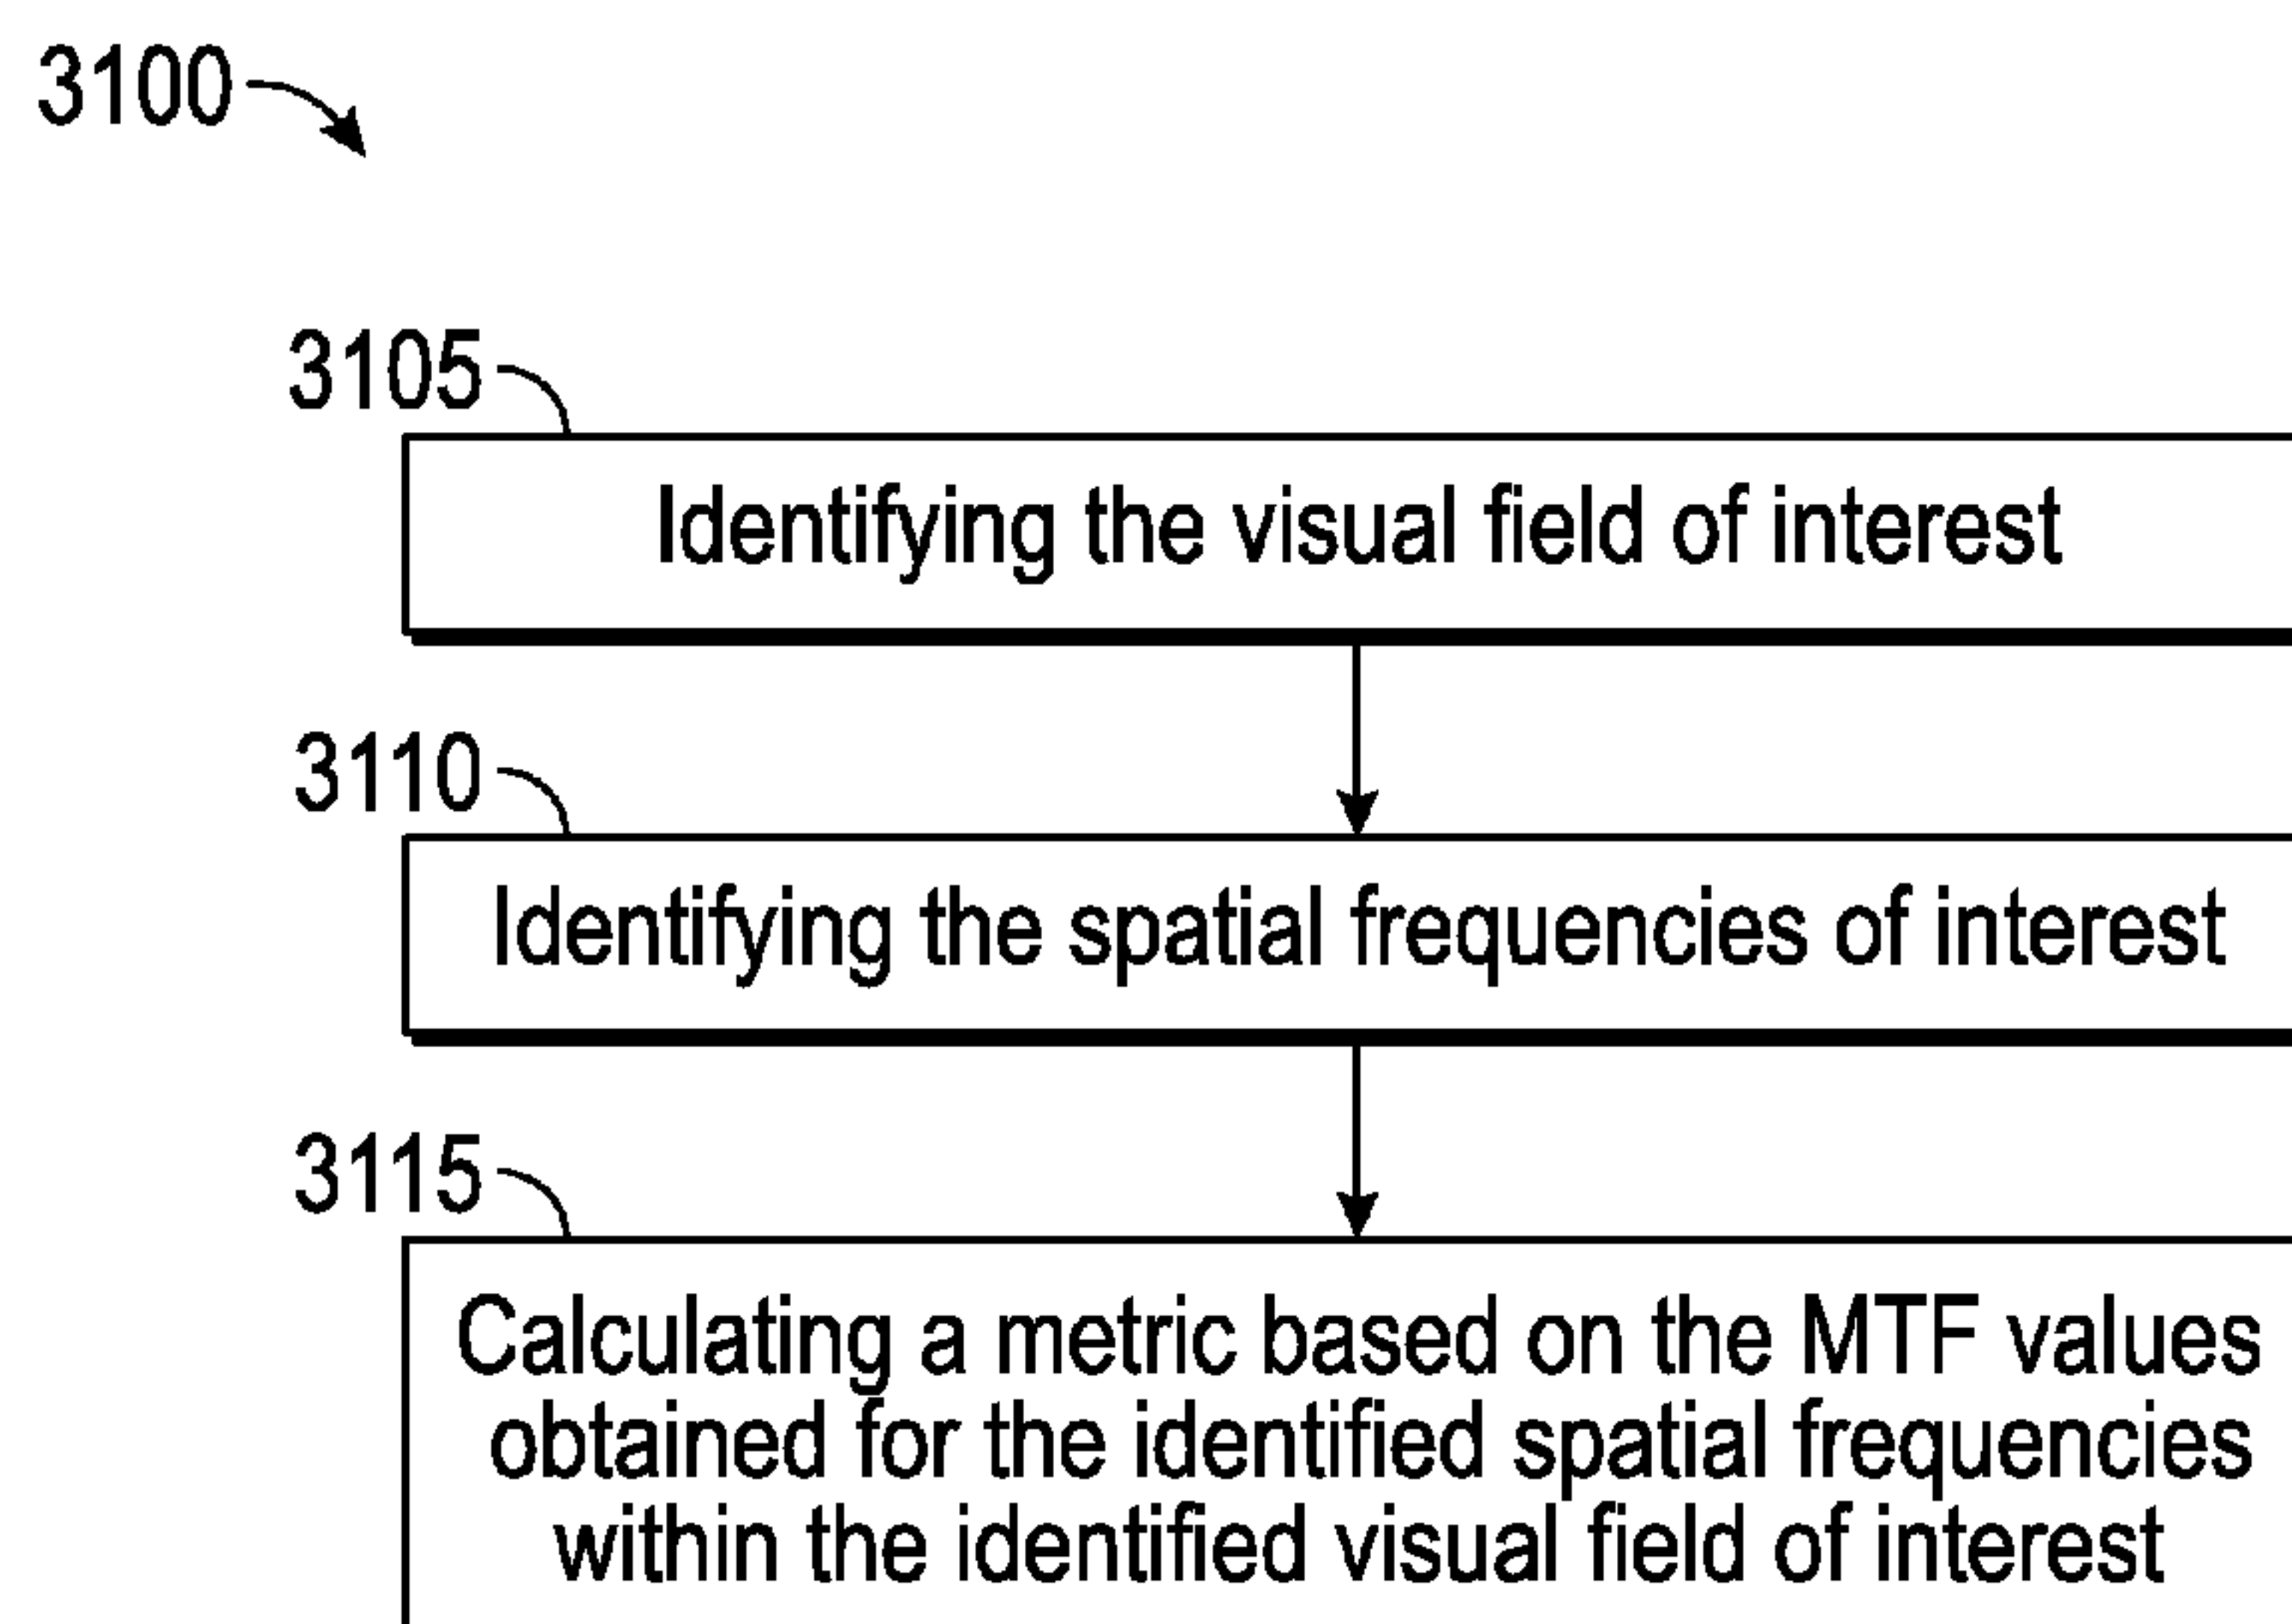 3100
3105
Identifying the visual field of interest
3110
Identifying the spatial frequencies of interest
3115
Calculating a metric based on the MTF values
obtained for the identified spatial frequencies
within the identified visual field of interest